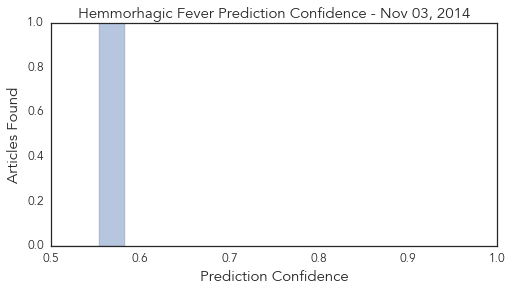 Hemmorhagic Fever Prediction Confidence - Nov 03, 2014
Articles Found
1.0
0.8
0.6
0.4
0.2
0.0
0.5 0.6 0.7 0.8 0.9 1.0
Prediction Confidence